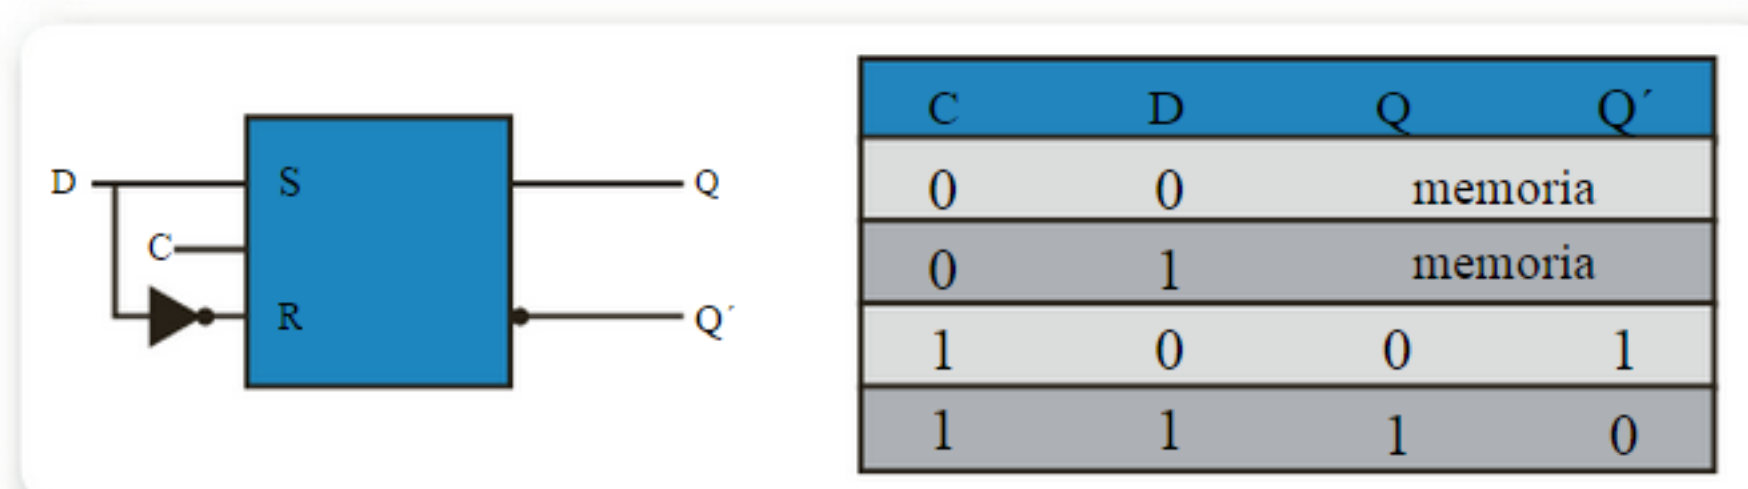 D
S
Q
C
R
Q´
C D Q Q´
0 0 memoria
0 1 memoria
1 0 0 1
1 1 1 0